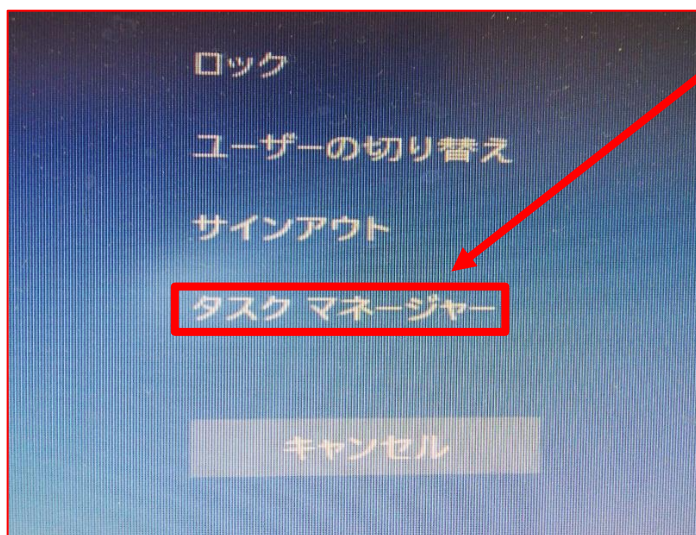 ロック
ユーザーの切り替え
サインアウト
タスク マネージャー
キャンセル